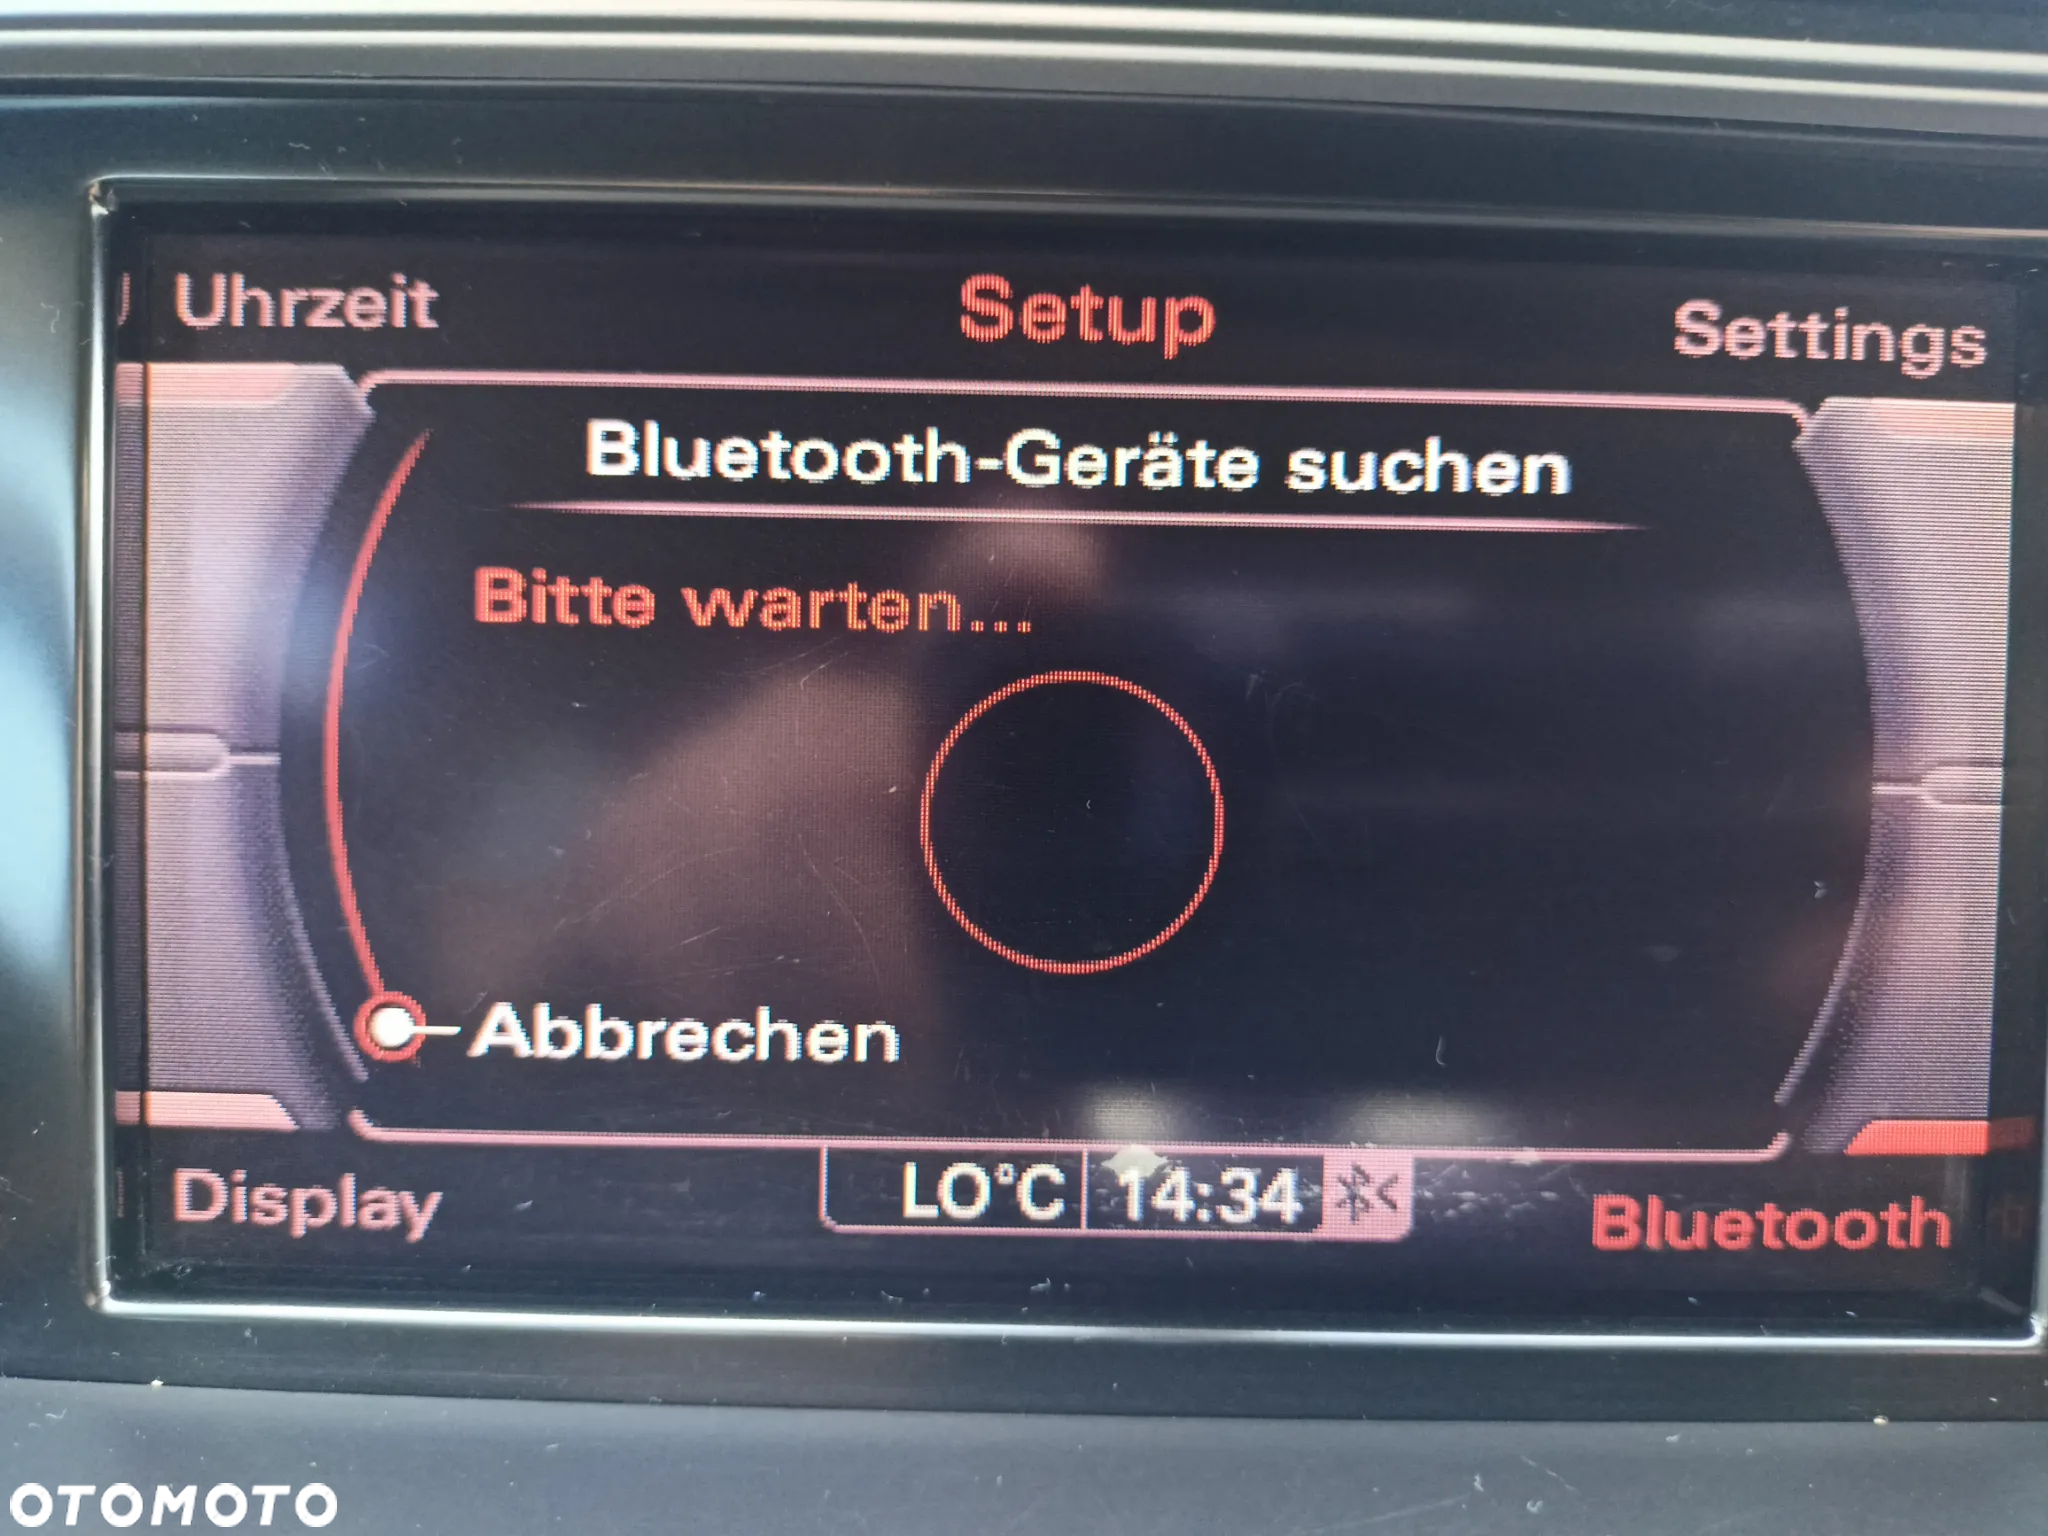 Uhrzeit
Setup
Settings
Bluetooth-Geräte suchen
Bitte warten...
Abbrechen
Display
LO°C
14:34
Bluetooth
OTOMOTO